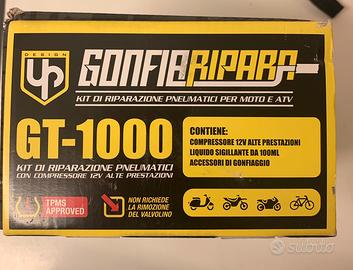 DESIGN
UP
GONFIARIPARA
KIT DI RIPARAZIONE PNEUMATICI PER MOTO E ATV
GT-1000
KIT DI RIPARAZIONE PNEUMATICI
CON COMPRESSORE 12V ALTE PRESTAZIONI
CONTIENE:
COMPRESSORE 12V ALTE PRESTAZIONI
LIQUIDO SIGILLANTE DA 100ML
ACCESSORI DI GONFIAGGIO
TPMS
APPROVED
NON RICHIEDE
LA RIMOZIONE
DEL VALVOLINO
subito